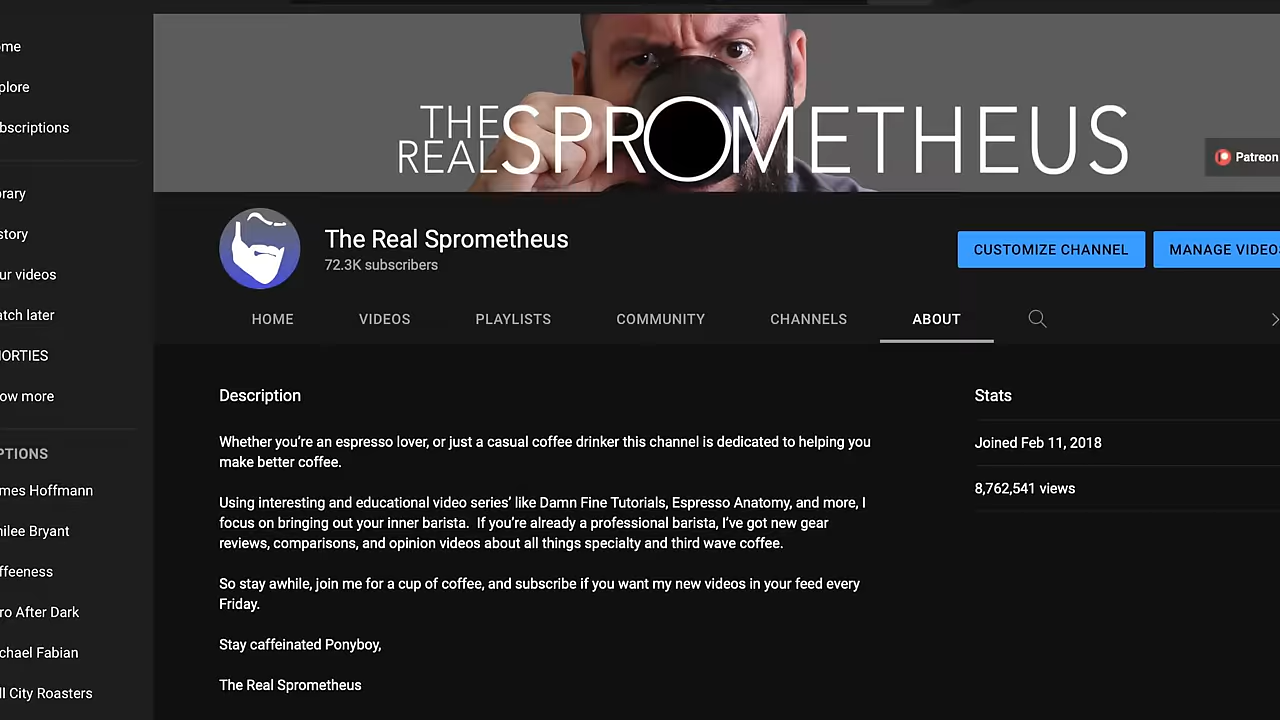 ome
plore
bscriptions
brary
story
ur videos
atch later
ORTIES
ow more
PTIONS
mes Hoffmann
nilee Bryant
ffeeness
ro After Dark
chael Fabian
ll City Roasters
THE
REAL
SPROMETHEUS
Patreon
The Real Sprometheus
72.3K subscribers
CUSTOMIZE CHANNEL
MANAGE VIDEOS
HOME
VIDEOS
PLAYLISTS
COMMUNITY
CHANNELS
ABOUT
Description
Whether you're an espresso lover, or just a casual coffee drinker this channel is dedicated to helping you
make better coffee.
Using interesting and educational video series' like Damn Fine Tutorials, Espresso Anatomy, and more, I
focus on bringing out your inner barista.  If you're already a professional barista, I've got new gear
reviews, comparisons, and opinion videos about all things specialty and third wave coffee.
So stay awhile, join me for a cup of coffee, and subscribe if you want my new videos in your feed every
Friday.
Stay caffeinated Ponyboy,
The Real Sprometheus
Stats
Joined Feb 11, 2018
8,762,541 views